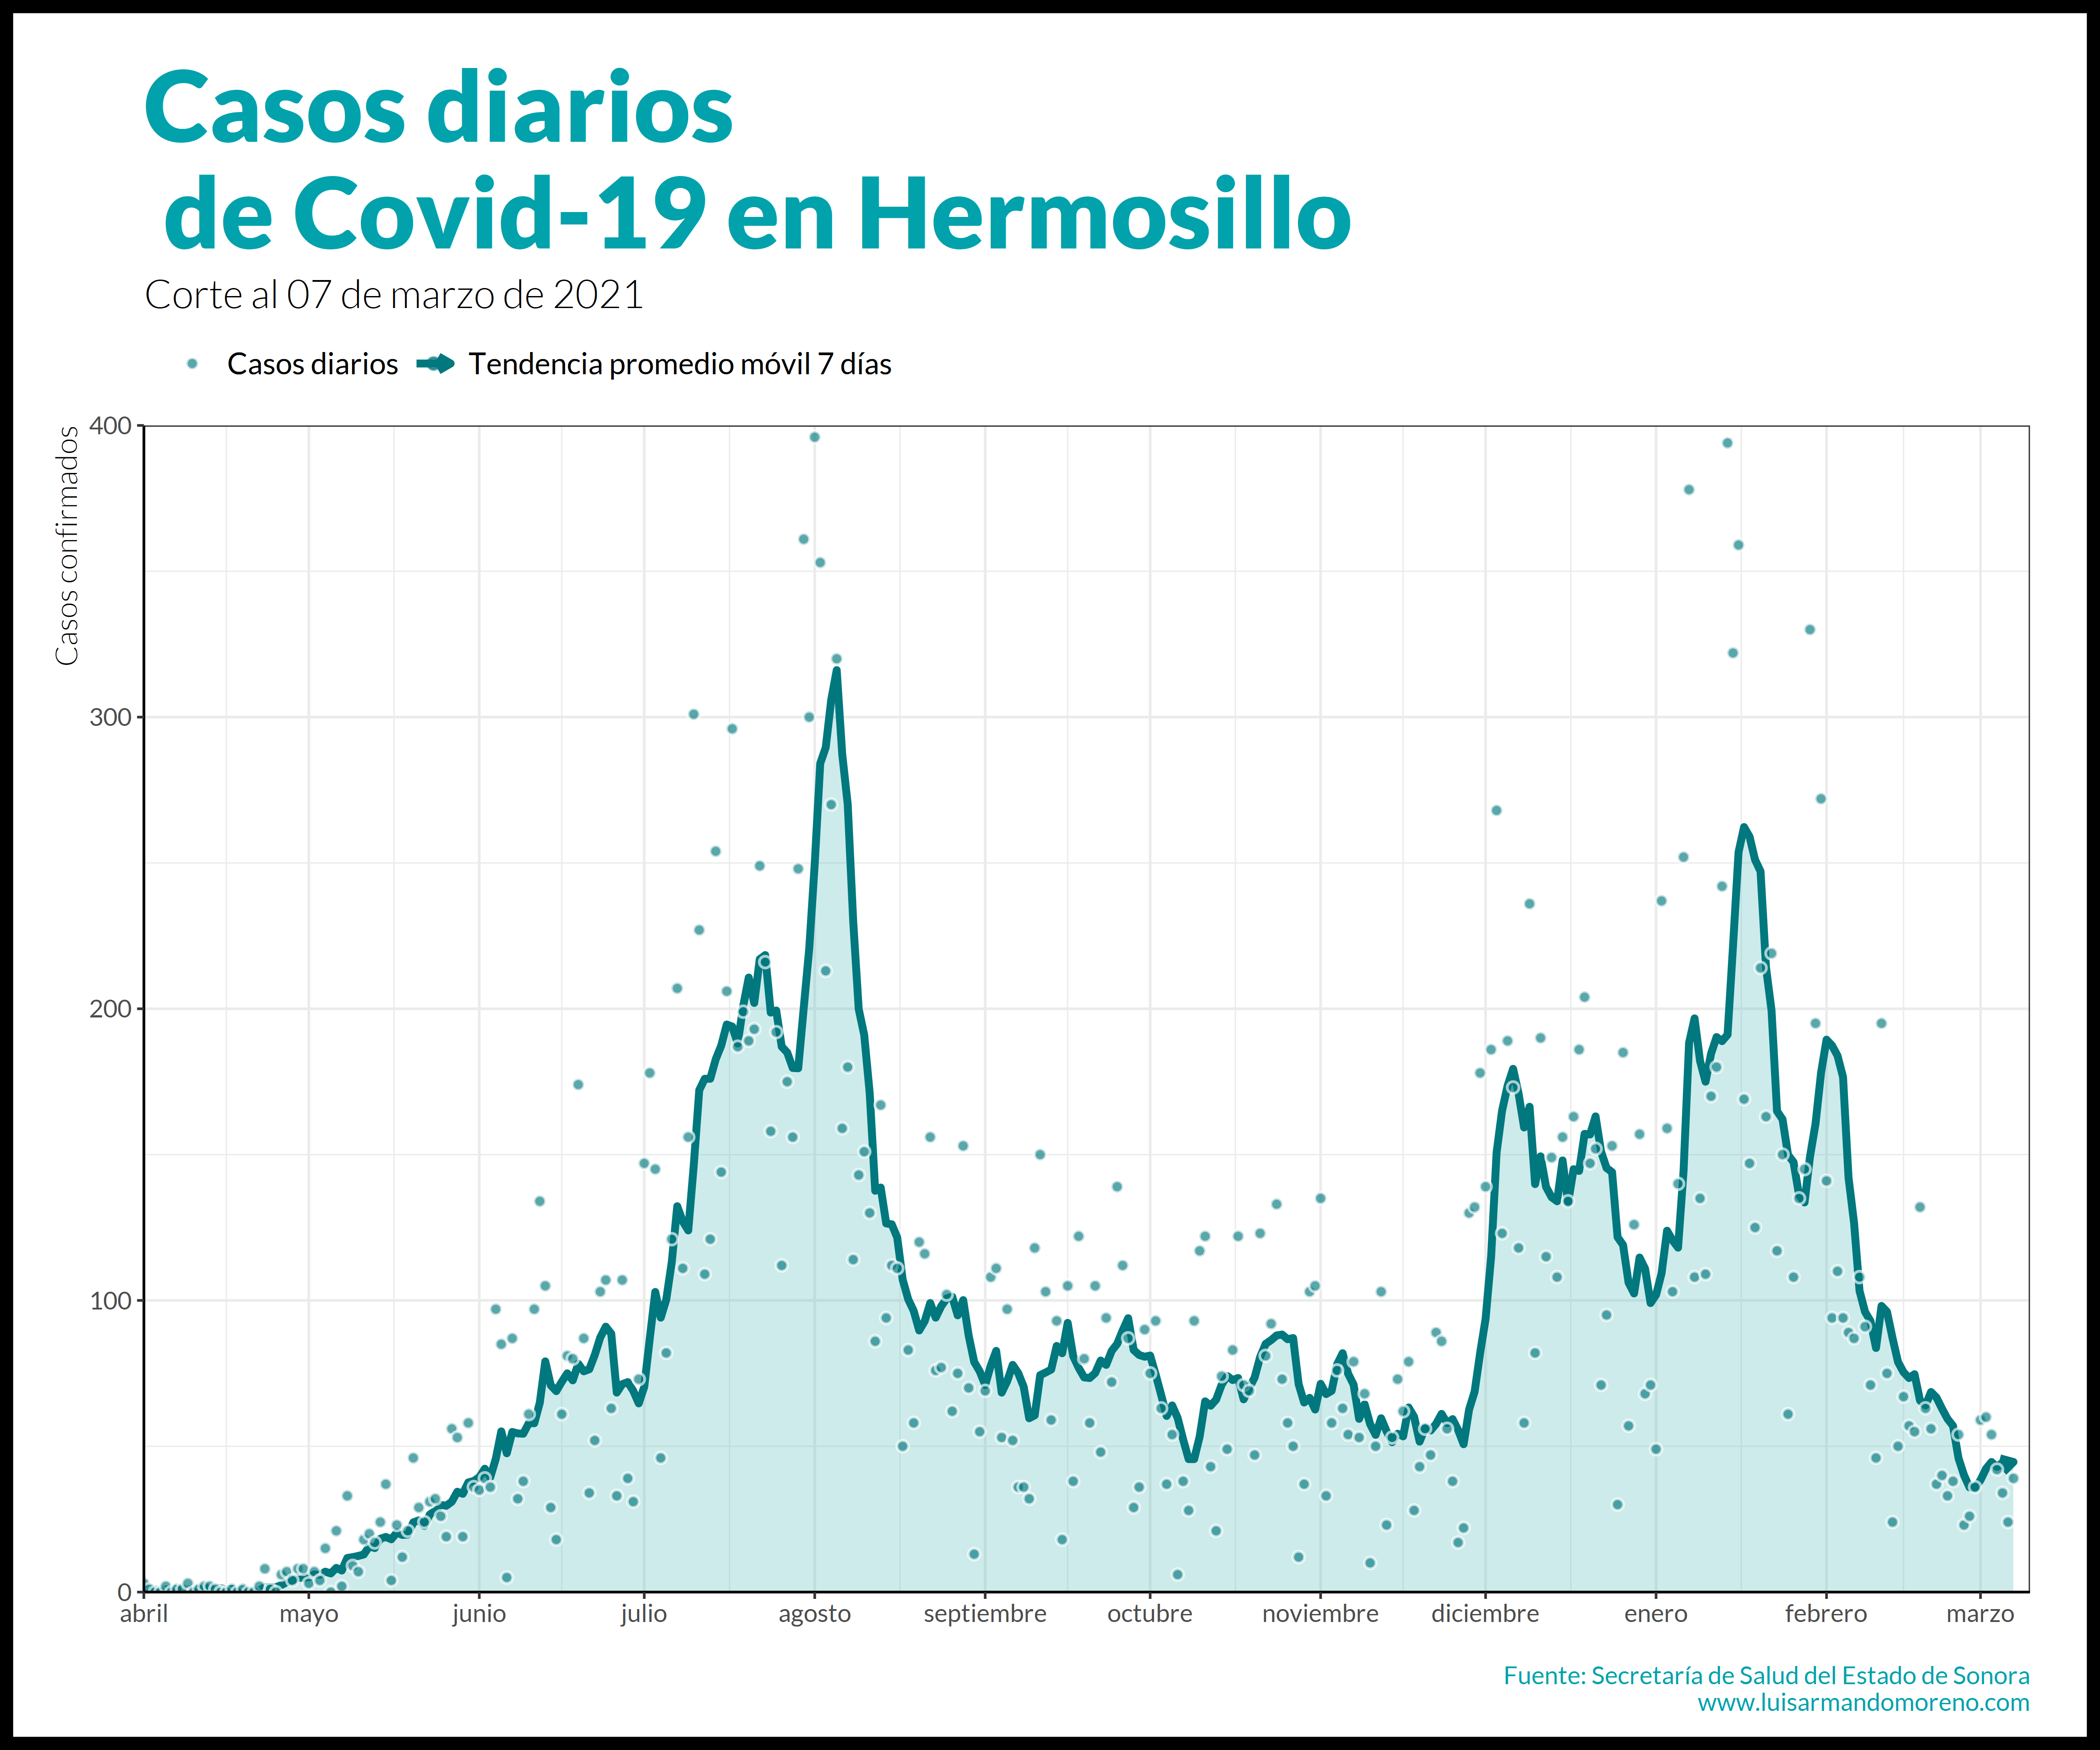 Casos diarios
de Covid-19 en Hermosillo
Corte al 07 de marzo de 2021
Casos diarios Tendencia promedio móvil 7 días
Casos confirmados
400
300
200
100
0
abril mayo junio julio agosto septiembre octubre noviembre diciembre enero febrero marzo
Fuente: Secretaría de Salud del Estado de Sonora
www.luisarmandomoreno.com